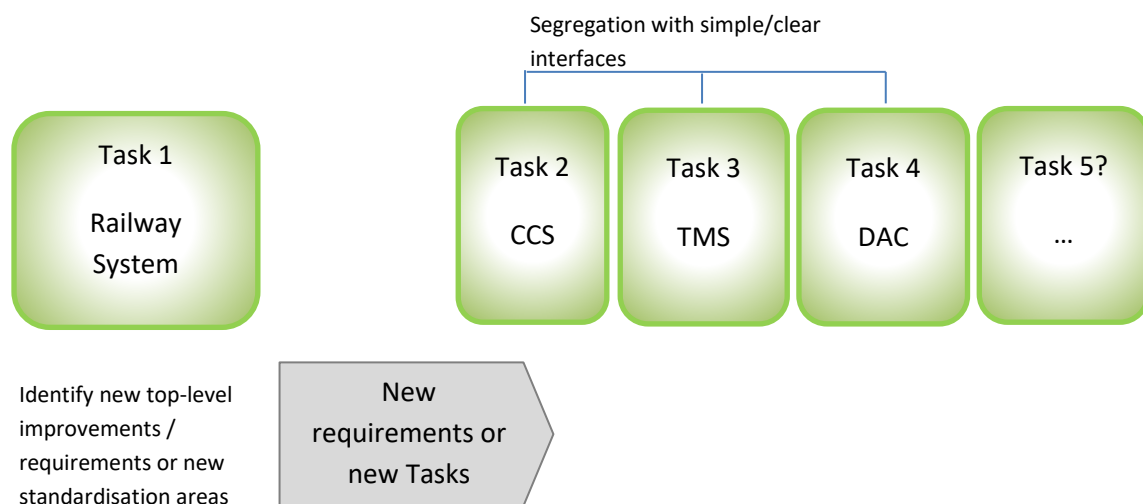 Segregation with simple/clear
interfaces
Task 1
Railway
System
Task 2
CCS
Task 3
TMS
Task 4
DAC
Task 5?
...
Identify new top-level
improvements /
requirements or new
standardisation areas
New
requirements or
new Tasks